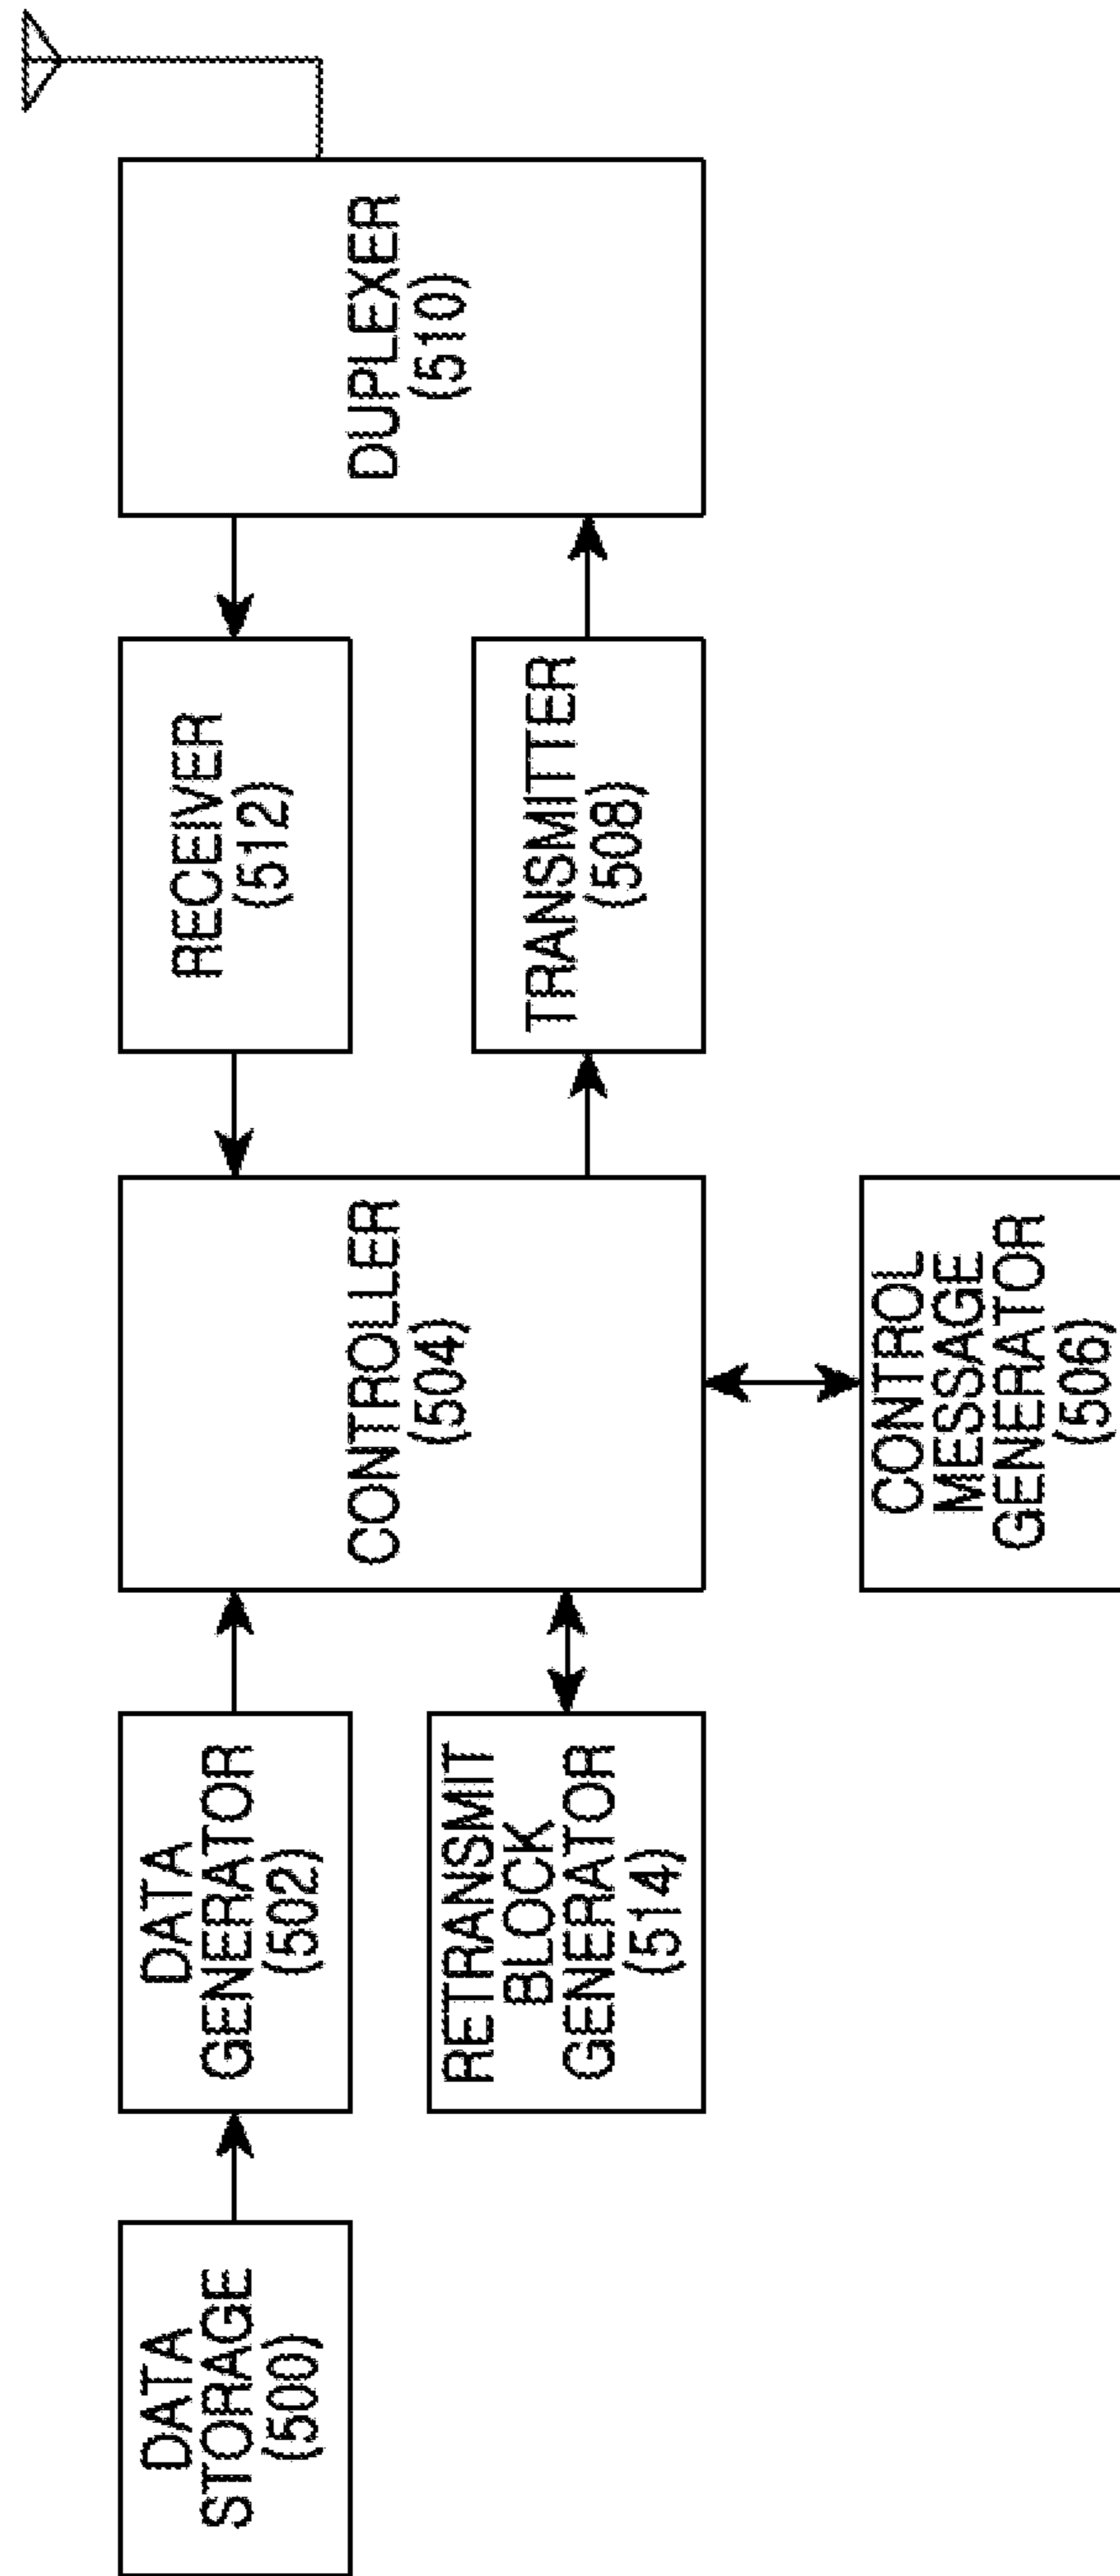 DATA
STORAGE
(500)
DATA
GENERATOR
(502)
RETRANSMIT
BLOCK
GENERATOR
(514)
CONTROLLER
(504)
CONTROL
MESSAGE
GENERATOR
(506)
RECEIVER
(512)
TRANSMITTER
(508)
DUPLEXER
(510)